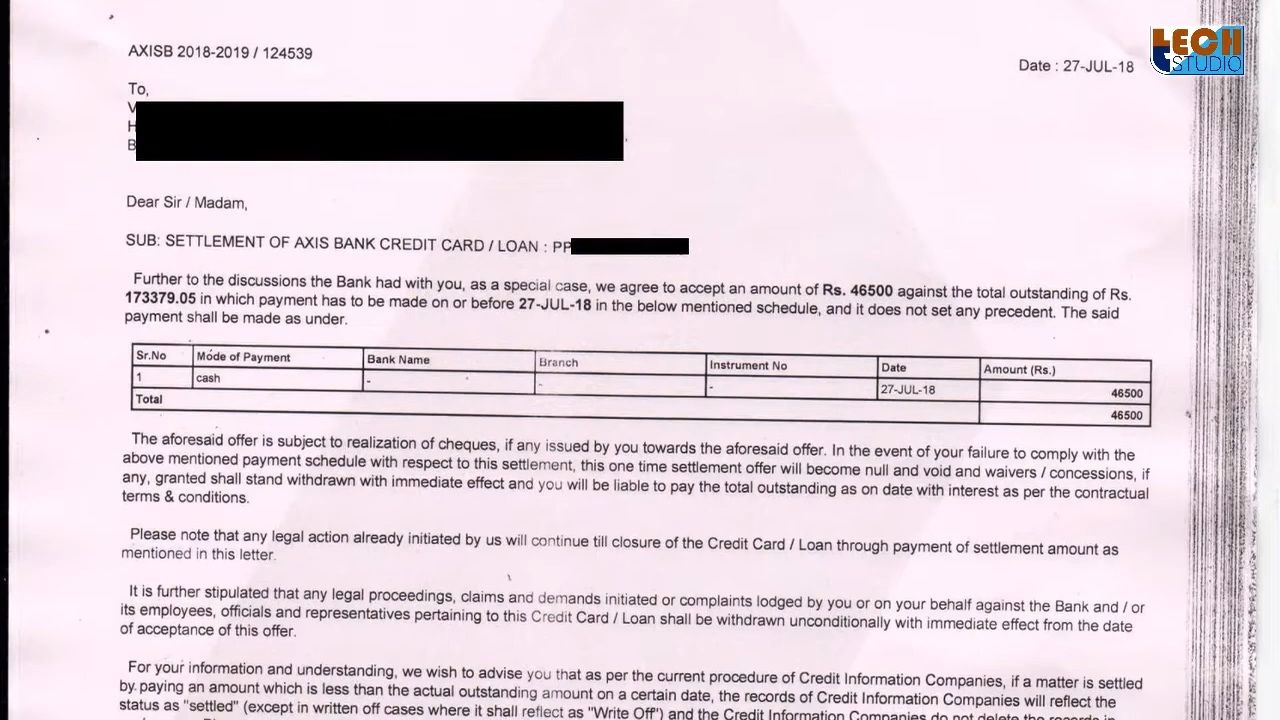 AXISB 2018-2019 / 124539
LECH
STUDIO
Date : 27-JUL-18
To,
V
H
B
Dear Sir / Madam,
SUB: SETTLEMENT OF AXIS BANK CREDIT CARD / LOAN : PP
Further to the discussions the Bank had with you, as a special case, we agree to accept an amount of Rs. 46500 against the total outstanding of Rs.
173379.05 in which payment has to be made on or before 27-JUL-18 in the below mentioned schedule, and it does not set any precedent. The said
payment shall be made as under.
Sr.No Mode of Payment Bank Name Branch Instrument No Date Amount (Rs.)
1 cash - - - 27-JUL-18 46500
Total 46500
The aforesaid offer is subject to realization of cheques, if any issued by you towards the aforesaid offer. In the event of your failure to comply with the
above mentioned payment schedule with respect to this settlement, this one time settlement offer will become null and void and waivers / concessions, if
any, granted shall stand withdrawn with immediate effect and you will be liable to pay the total outstanding as on date with interest as per the contractual
terms & conditions.
Please note that any legal action already initiated by us will continue till closure of the Credit Card / Loan through payment of settlement amount as
mentioned in this letter.
It is further stipulated that any legal proceedings, claims and demands initiated or complaints lodged by you or on your behalf against the Bank and / or
its employees, officials and representatives pertaining to this Credit Card / Loan shall be withdrawn unconditionally with immediate effect from the date
of acceptance of this offer.
For your information and understanding, we wish to advise you that as per the current procedure of Credit Information Companies, if a matter is settled
by paying an amount which is less than the actual outstanding amount on a certain date, the records of Credit Information Companies will reflect the
status as "settled" (except in written off cases where it shall reflect as "Write Off") and the Credit Information Companies do not delete the records in